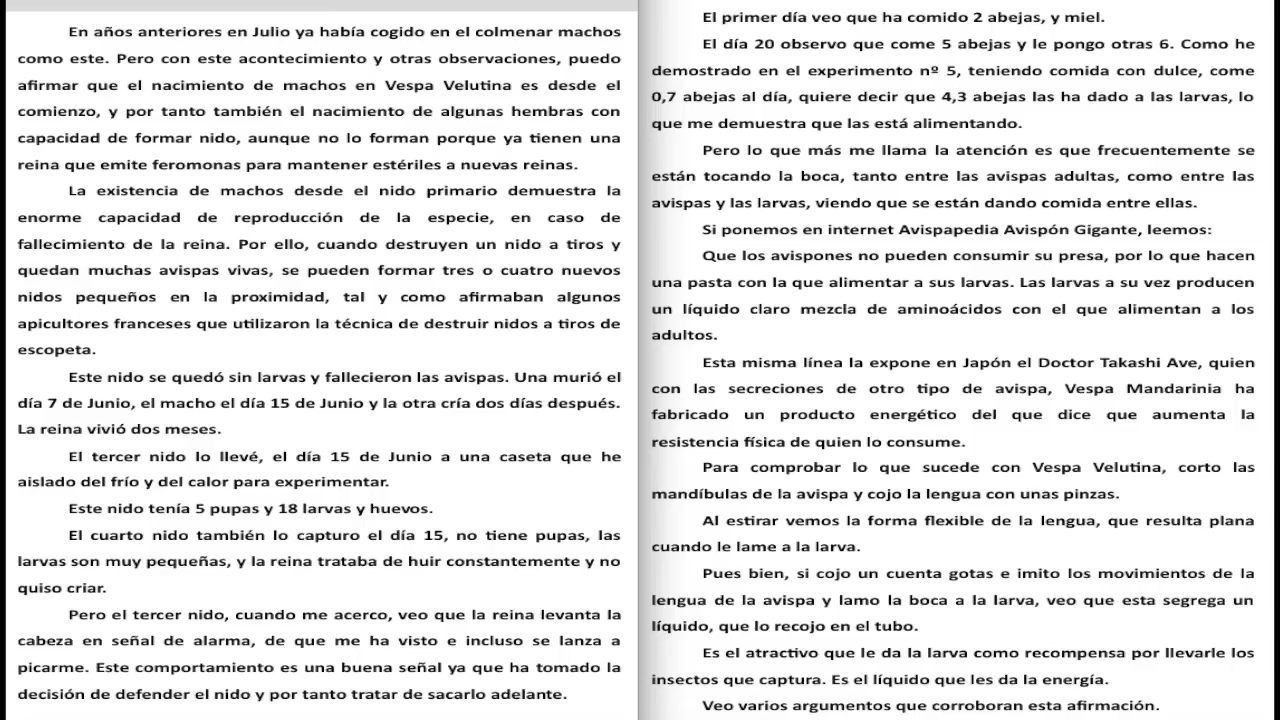 En años anteriores en Julio ya había cogido en el colmenar machos
como este. Pero con este acontecimiento y otras observaciones, puedo
afirmar que el nacimiento de machos en Vespa Velutina es desde el
comienzo, y por tanto también el nacimiento de algunas hembras con
capacidad de formar nido, aunque no lo forman porque ya tienen una
reina que emite feromonas para mantener estériles a nuevas reinas.
La existencia de machos desde el nido primario demuestra la
enorme capacidad de reproducción de la especie, en caso de
fallecimiento de la reina. Por ello, cuando destruyen un nido a tiros y
quedan muchas avispas vivas, se pueden formar tres o cuatro nuevos
nidos pequeños en la proximidad, tal y como afirmaban algunos
apicultores franceses que utilizaron la técnica de destruir nidos a tiros de
escopeta.
Este nido se quedó sin larvas y fallecieron las avispas. Una murió el
día 7 de Junio, el macho el día 15 de Junio y la otra cría dos días después.
La reina vivió dos meses.
El tercer nido lo llevé, el día 15 de Junio a una caseta que he
aislado del frío y del calor para experimentar.
Este nido tenía 5 pupas y 18 larvas y huevos.
El cuarto nido también lo capturo el día 15, no tiene pupas, las
larvas son muy pequeñas, y la reina trataba de huir constantemente y no
quiso criar.
Pero el tercer nido, cuando me acerco, veo que la reina levanta la
cabeza en señal de alarma, de que me ha visto e incluso se lanza a
picarme. Este comportamiento es una buena señal ya que ha tomado la
decisión de defender el nido y por tanto tratar de sacarlo adelante.
El primer día veo que ha comido 2 abejas, y miel.
El día 20 observo que come 5 abejas y le pongo otras 6. Como he
demostrado en el experimento nº 5, teniendo comida con dulce, come
0,7 abejas al día, quiere decir que 4,3 abejas las ha dado a las larvas, lo
que me demuestra que las está alimentando.
Pero lo que más me llama la atención es que frecuentemente se
están tocando la boca, tanto entre las avispas adultas, como entre las
avispas y las larvas, viendo que se están dando comida entre ellas.
Si ponemos en internet Avispapedia Avispón Gigante, leemos:
Que los avispones no pueden consumir su presa, por lo que hacen
una pasta con la que alimentar a sus larvas. Las larvas a su vez producen
un líquido claro mezcla de aminoácidos con el que alimentan a los
adultos.
Esta misma línea la expone en Japón el Doctor Takashi Ave, quien
con las secreciones de otro tipo de avispa, Vespa Mandarinia ha
fabricado un producto energético del que dice que aumenta la
resistencia física de quien lo consume.
Para comprobar lo que sucede con Vespa Velutina, corto las
mandíbulas de la avispa y cojo la lengua con unas pinzas.
Al estirar vemos la forma flexible de la lengua, que resulta plana
cuando le lame a la larva.
Pues bien, si cojo un cuenta gotas e imito los movimientos de la
lengua de la avispa y lamo la boca a la larva, veo que esta segrega un
líquido, que lo recojo en el tubo.
Es el atractivo que le da la larva como recompensa por llevarle los
insectos que captura. Es el líquido que les da la energía.
Veo varios argumentos que corroboran esta afirmación.